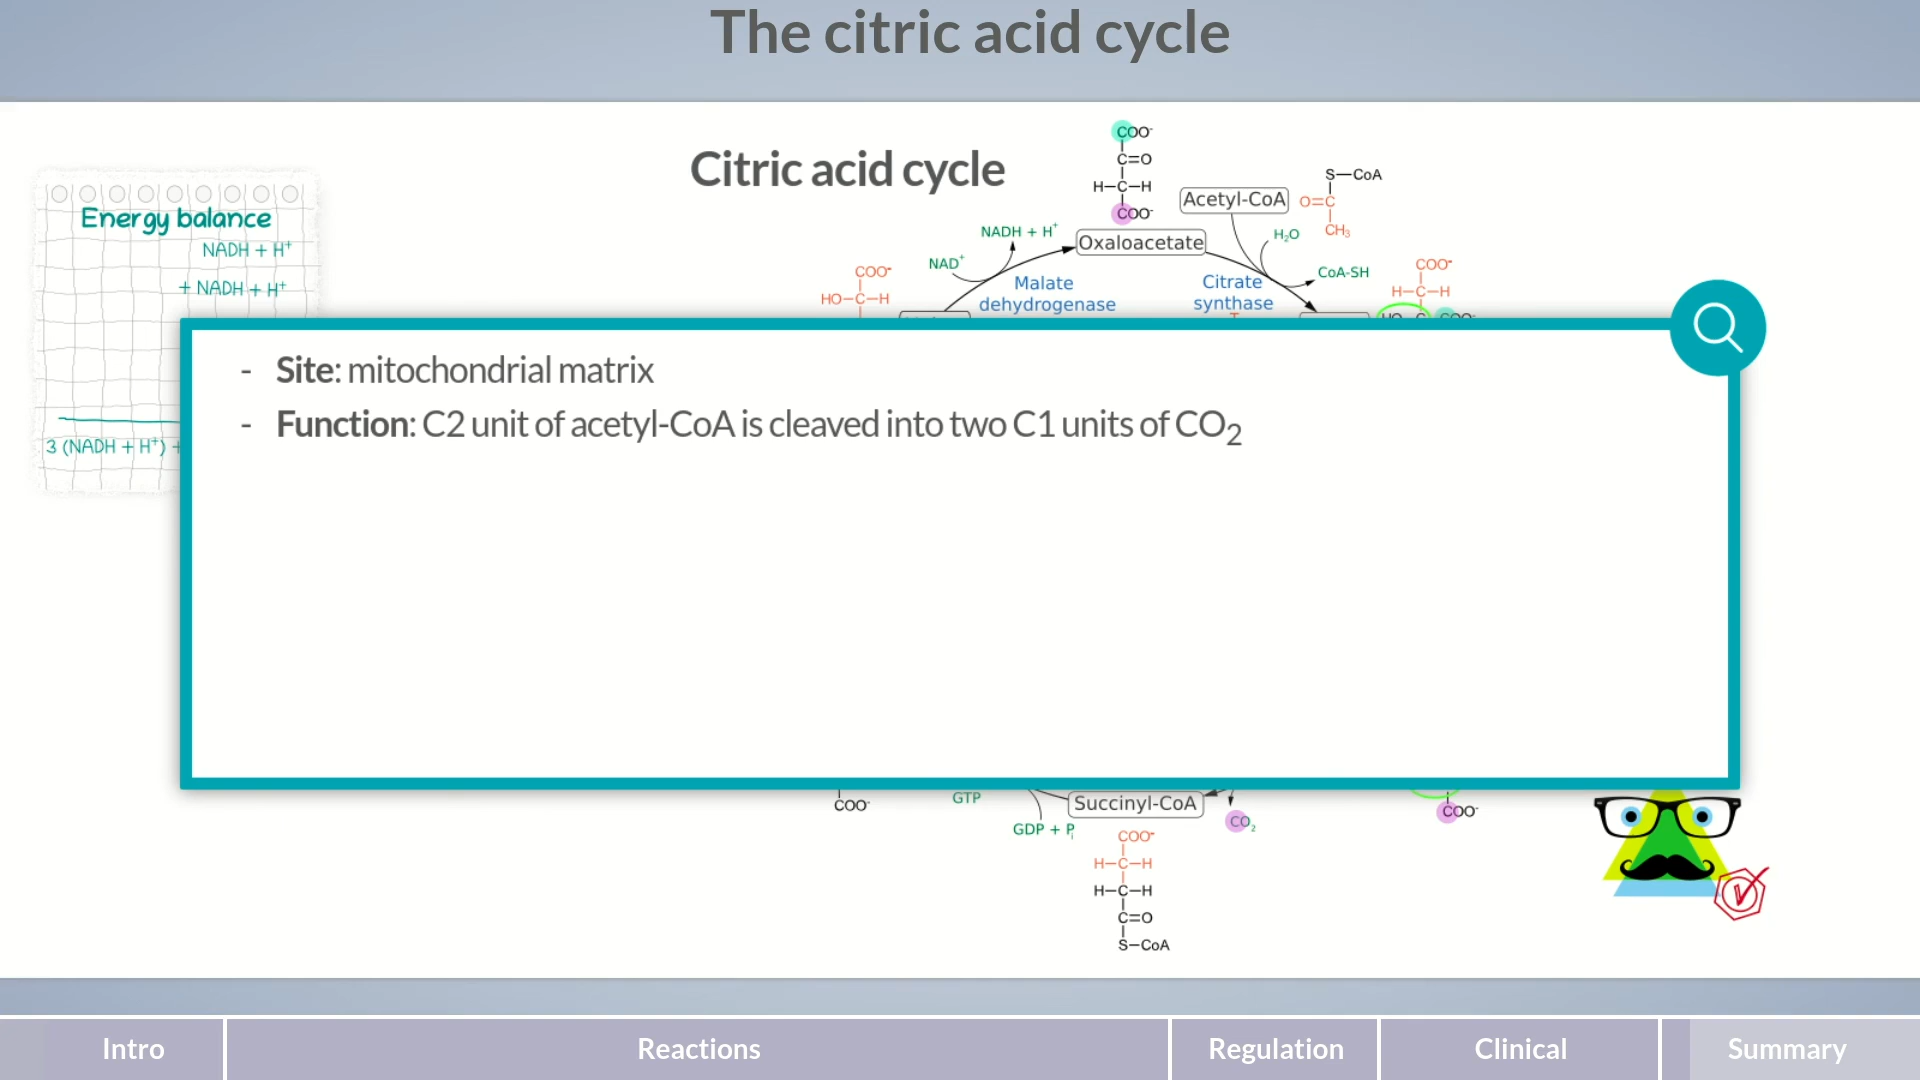 The citric acid cycle
Citric acid cycle
Energy balance
NADH + H⁺
+ NADH + H⁺
3 (NADH + H⁺) +
COO⁻
C=O
H–C–H
COO⁻
Acetyl-CoA
S–CoA
O=C
CH₃
NADH + H⁺
Oxaloacetate
H₂O
NAD⁺
CoA-SH
Malate
dehydrogenase
Citrate
synthase
COO⁻
HO–C–H
COO⁻
H–C–H
- Site: mitochondrial matrix
- Function: C2 unit of acetyl-CoA is cleaved into two C1 units of CO₂
COO⁻
GTP
GDP + Pᵢ
Succinyl-CoA
CO₂
COO⁻
COO⁻
H–C–H
H–C–H
C=O
S–CoA
Intro
Reactions
Regulation
Clinical
Summary